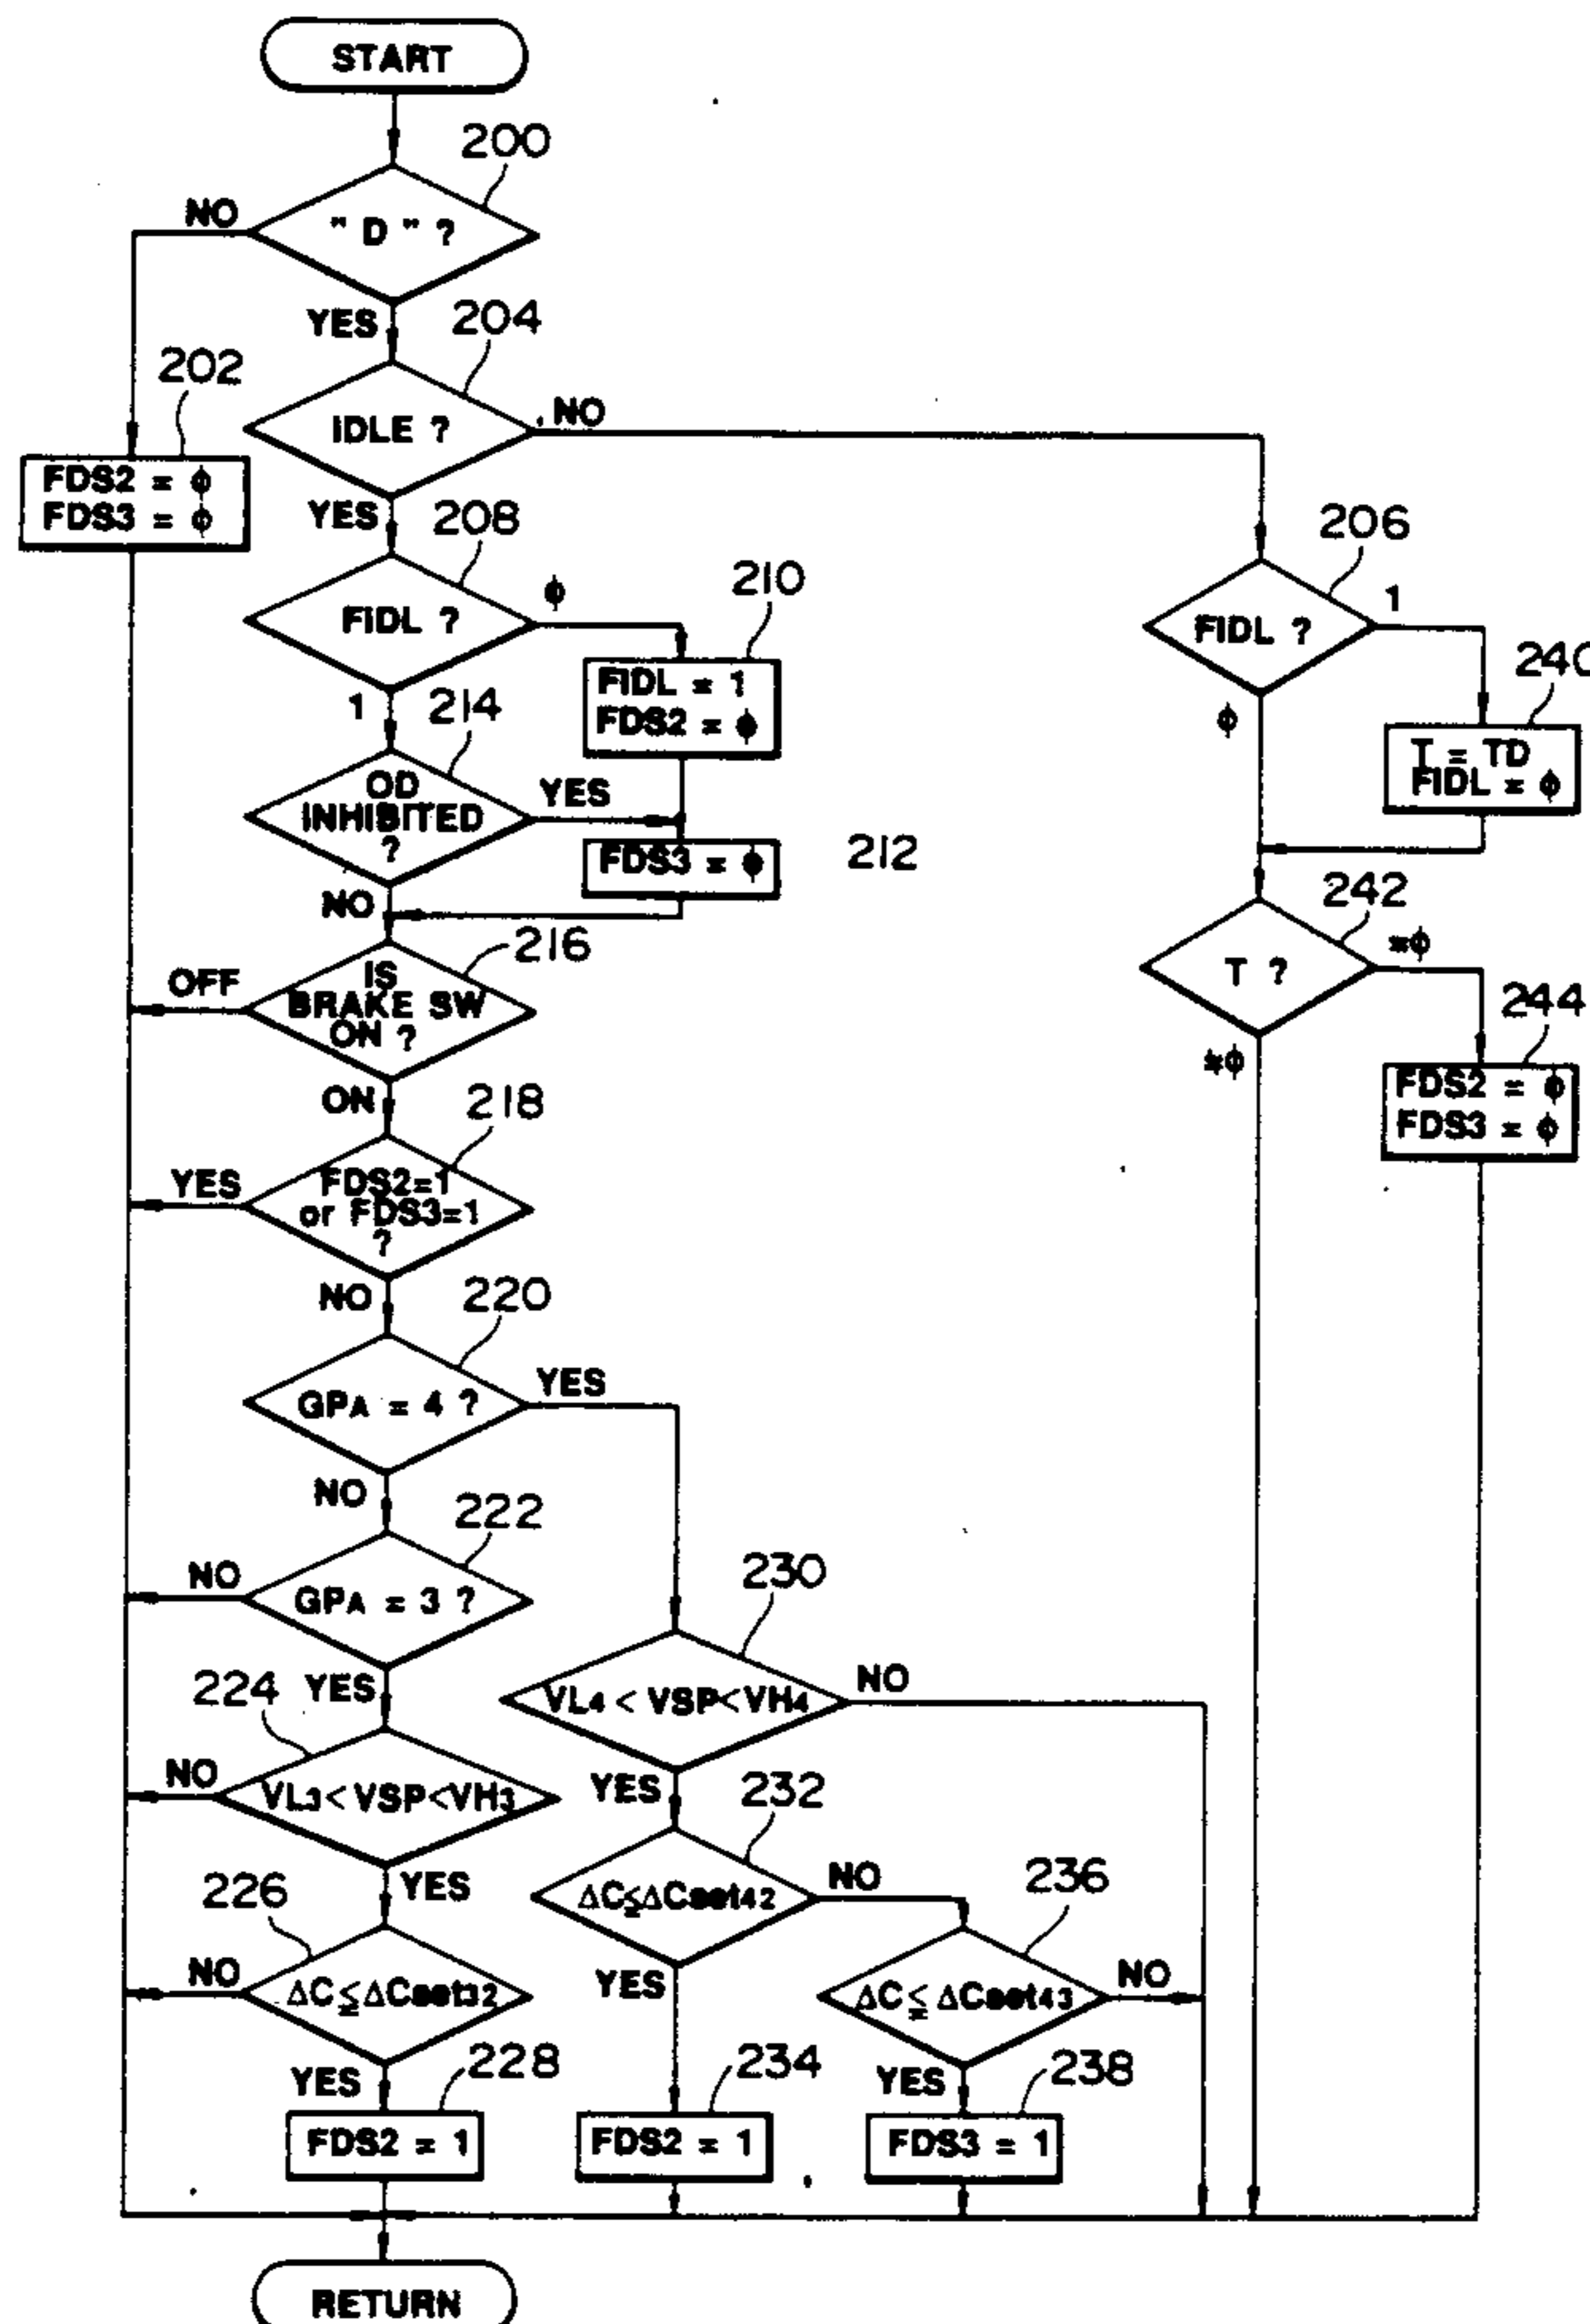 START
200
" D " ?
NO
YES
204
202
IDLE ?
NO
FDS2 = ϕ
FDS3 = ϕ
YES
208
206
FIDL ?
ϕ
210
FIDL ?
1
240
FIDL = 1
FDS2 = ϕ
1
214
ϕ
T = TD
FIDL = ϕ
OD
INHIBITED
?
YES
FDS3 = ϕ
212
NO
242
216
IS
BRAKE SW
ON ?
OFF
T ?
*ϕ
244
*ϕ
FDS2 = ϕ
FDS3 = ϕ
ON
218
FDS2=1
or FDS3=1
?
YES
NO
220
GPA = 4 ?
YES
NO
222
GPA = 3 ?
NO
230
224
YES
VL4 < VSP<VH4
NO
VL3< VSP<VH3
NO
YES
232
226
YES
ΔC≦ΔCset42
NO
236
ΔC≦ΔCset32
NO
YES
ΔC≦ ΔCset43
NO
YES
228
234
YES
238
FDS2 = 1
FDS2 = 1
FDS3 = 1
RETURN